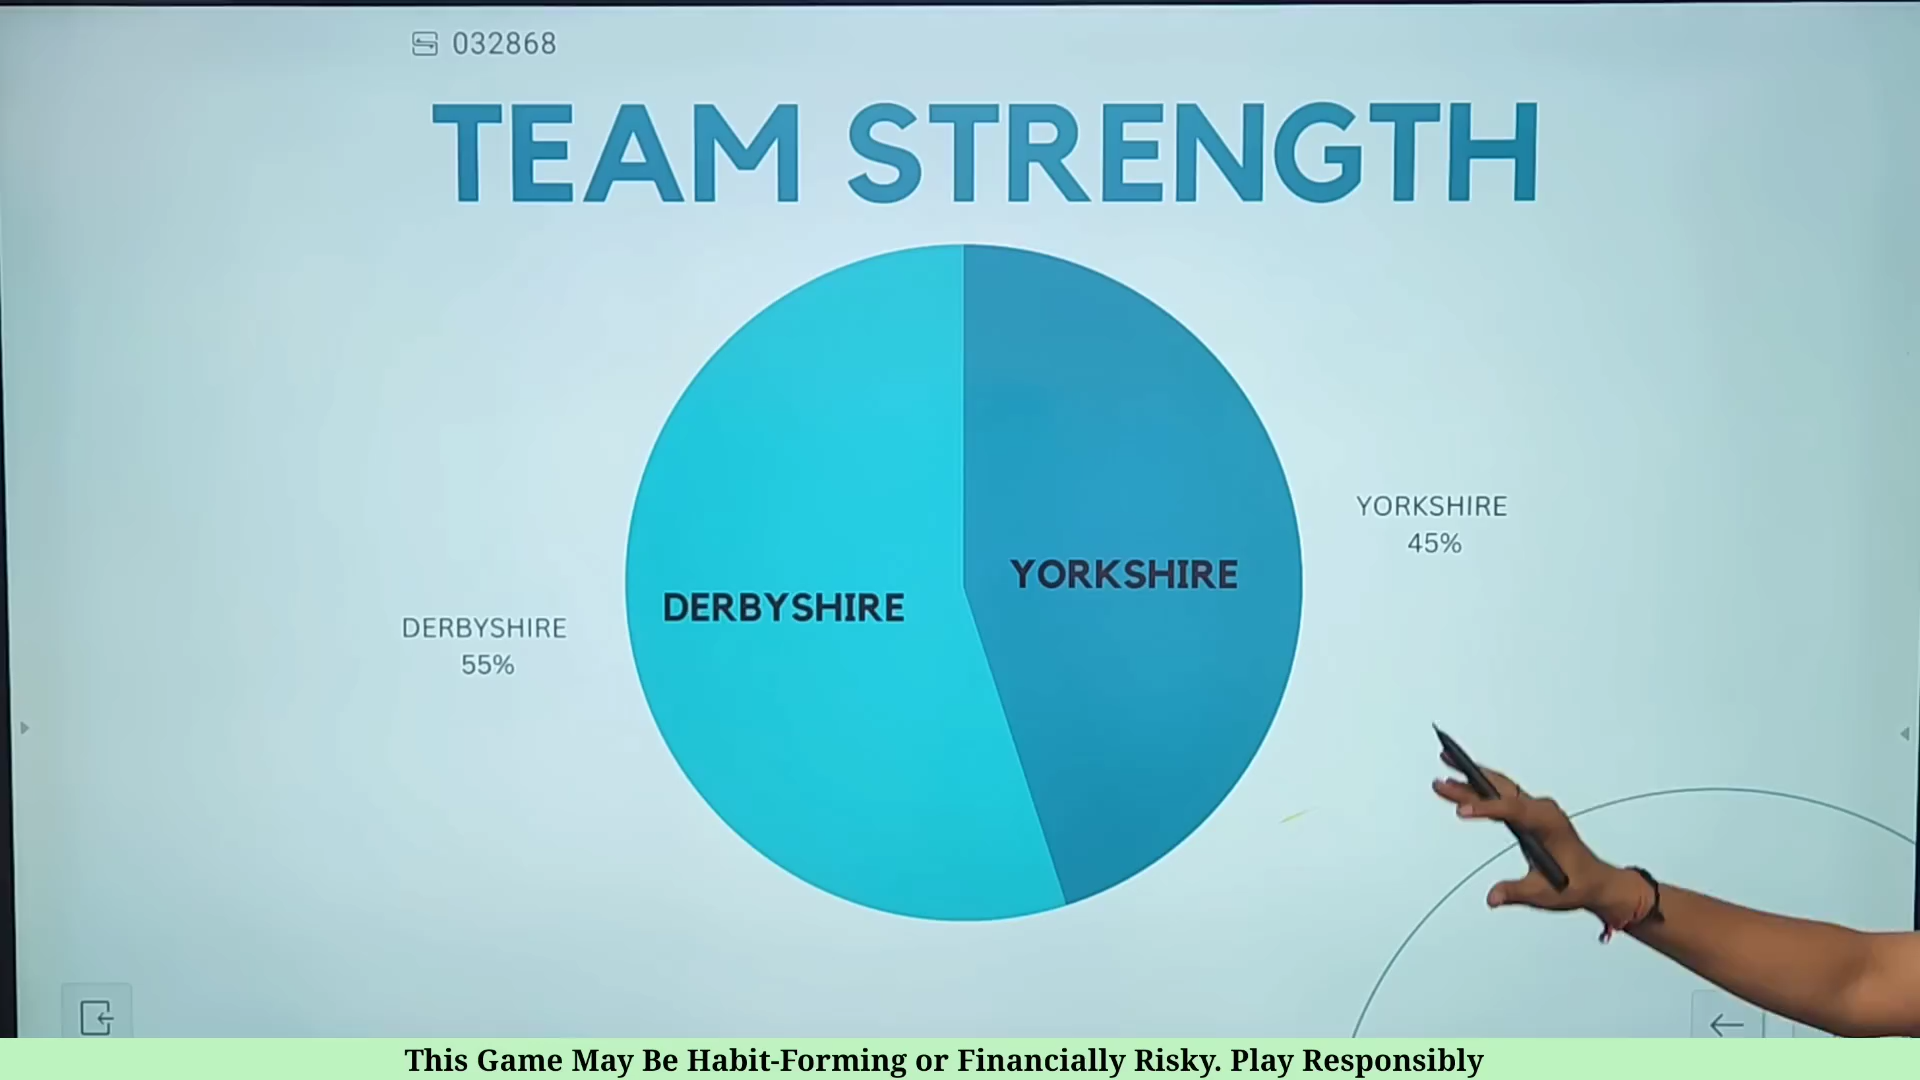 032868
TEAM STRENGTH
YORKSHIRE
45%
YORKSHIRE
DERBYSHIRE
DERBYSHIRE
55%
This Game May Be Habit-Forming or Financially Risky. Play Responsibly